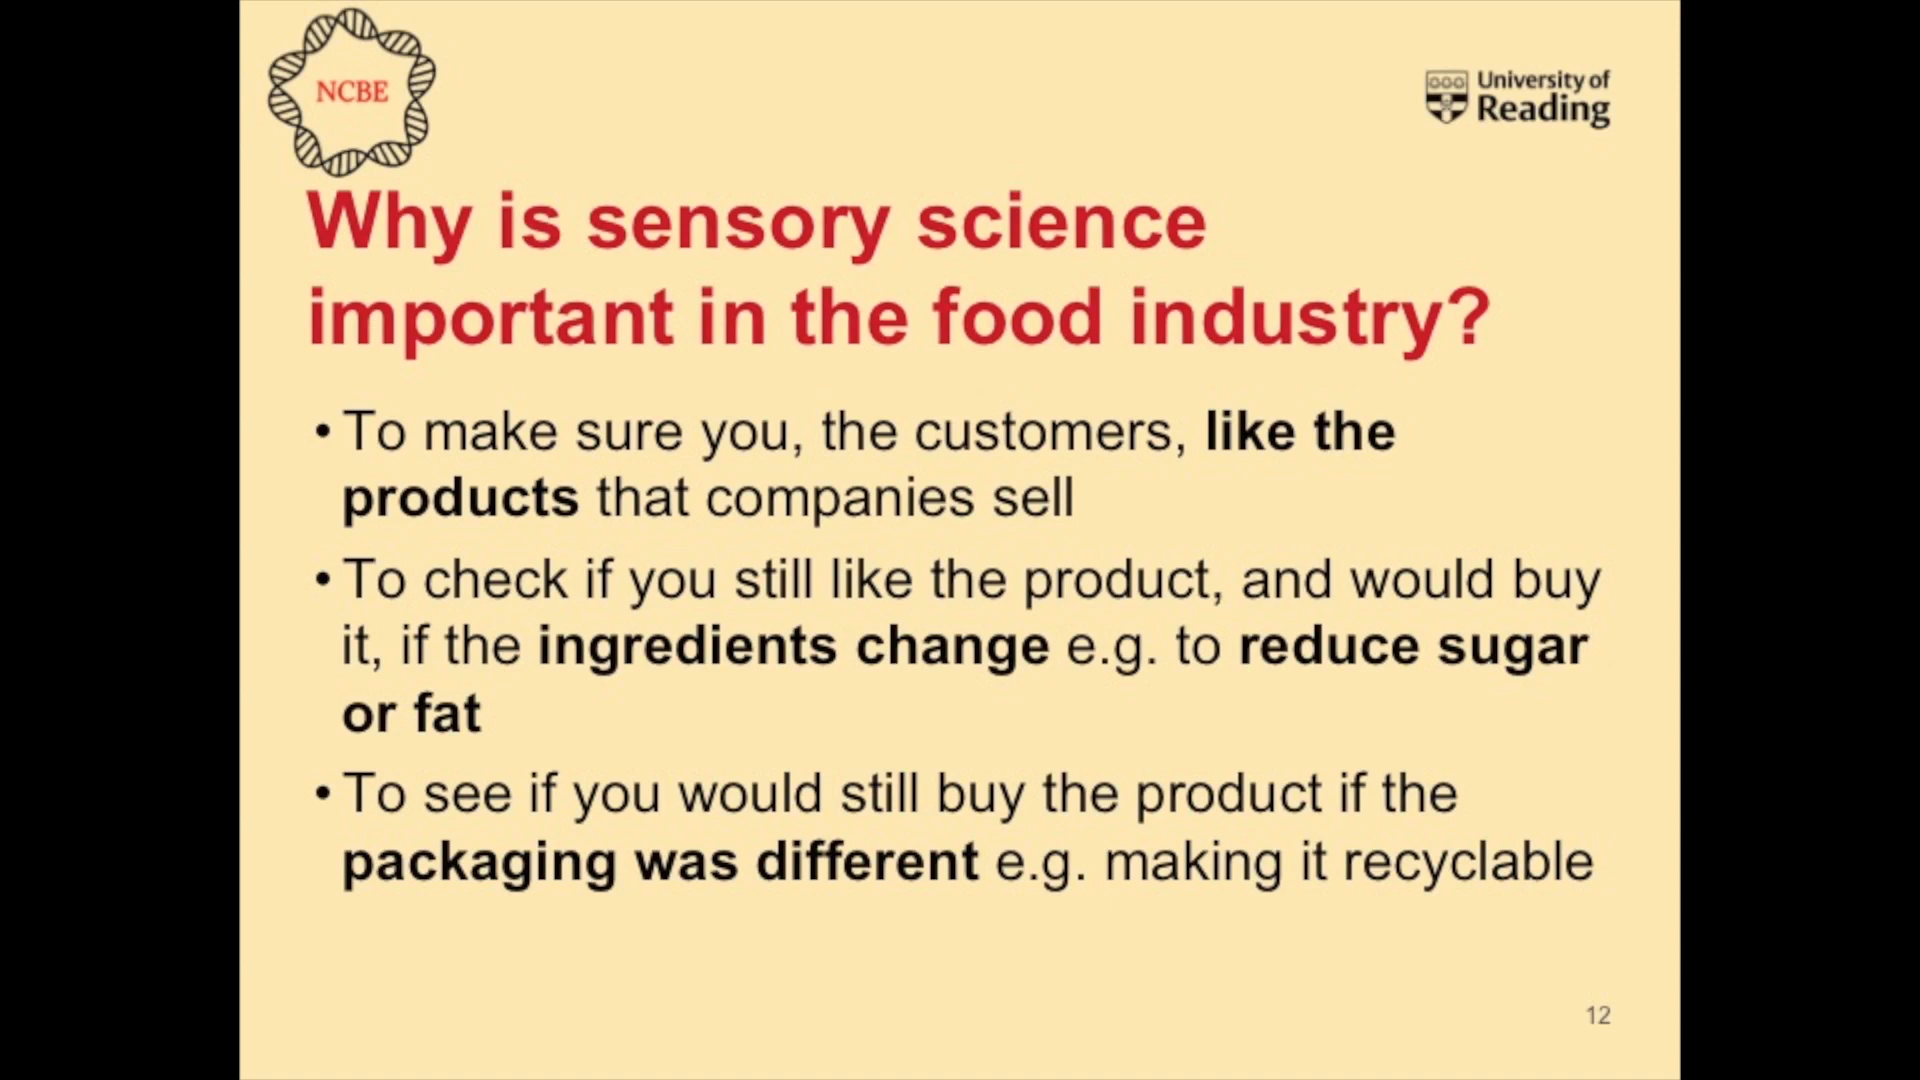 NCBE
University of
Reading
Why is sensory science
important in the food industry?
• To make sure you, the customers, like the
products that companies sell
• To check if you still like the product, and would buy
it, if the ingredients change e.g. to reduce sugar
or fat
• To see if you would still buy the product if the
packaging was different e.g. making it recyclable
12